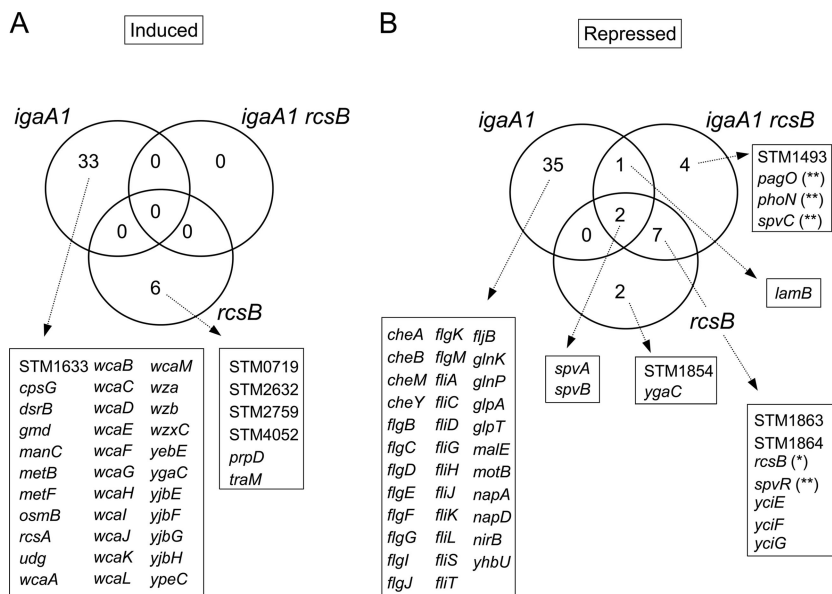 A
Induced
igaA1
igaA1 rcsB
33
0
0
0
0
0
6
rcsB
STM1633 wcaB wcaM
cpsG wcaC wza
dsrB wcaD wzb
gmd wcaE wzxC
manC wcaF yebE
metB wcaG ygaC
metF wcaH yjbE
osmB wcaI yjbF
rcsA wcaJ yjbG
udg wcaK yjbH
wcaA wcaL ypeC
STM0719
STM2632
STM2759
STM4052
prpD
traM
B
Repressed
igaA1
igaA1 rcsB
35
1
4
2
0
7
2
rcsB
STM1493
pagO (**)
phoN (**)
spvC (**)
lamB
cheA flgK fljB
cheB flgM glnK
cheM fliA glnP
cheY fliC glpA
flgB fliD glpT
flgC fliG malE
flgD fliH motB
flgE fliJ napA
flgF fliK napD
flgG fliL nirB
flgI fliS yhbU
flgJ fliT
spvA
spvB
STM1854
ygaC
STM1863
STM1864
rcsB (*)
spvR (**)
yciE
yciF
yciG